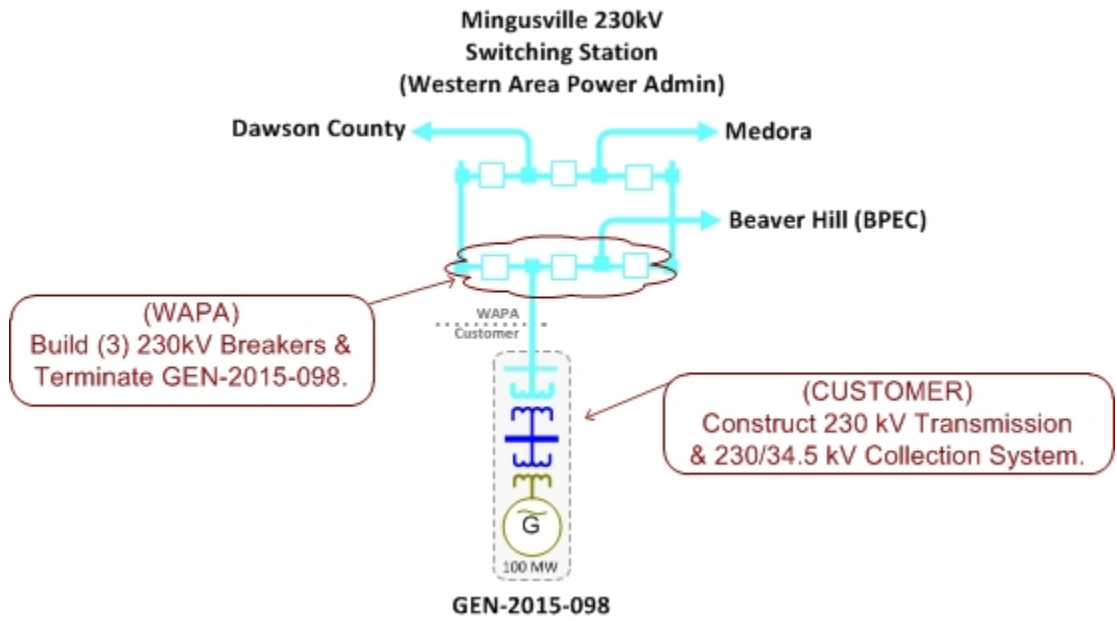 Mingusville 230kV
Switching Station
(Western Area Power Admin)
Dawson County
Medora
Beaver Hill (BPEC)
(WAPA)
Build (3) 230kV Breakers &
Terminate GEN-2015-098.
WAPA
Customer
(CUSTOMER)
Construct 230 kV Transmission
& 230/34.5 kV Collection System.
G
100 MW
GEN-2015-098